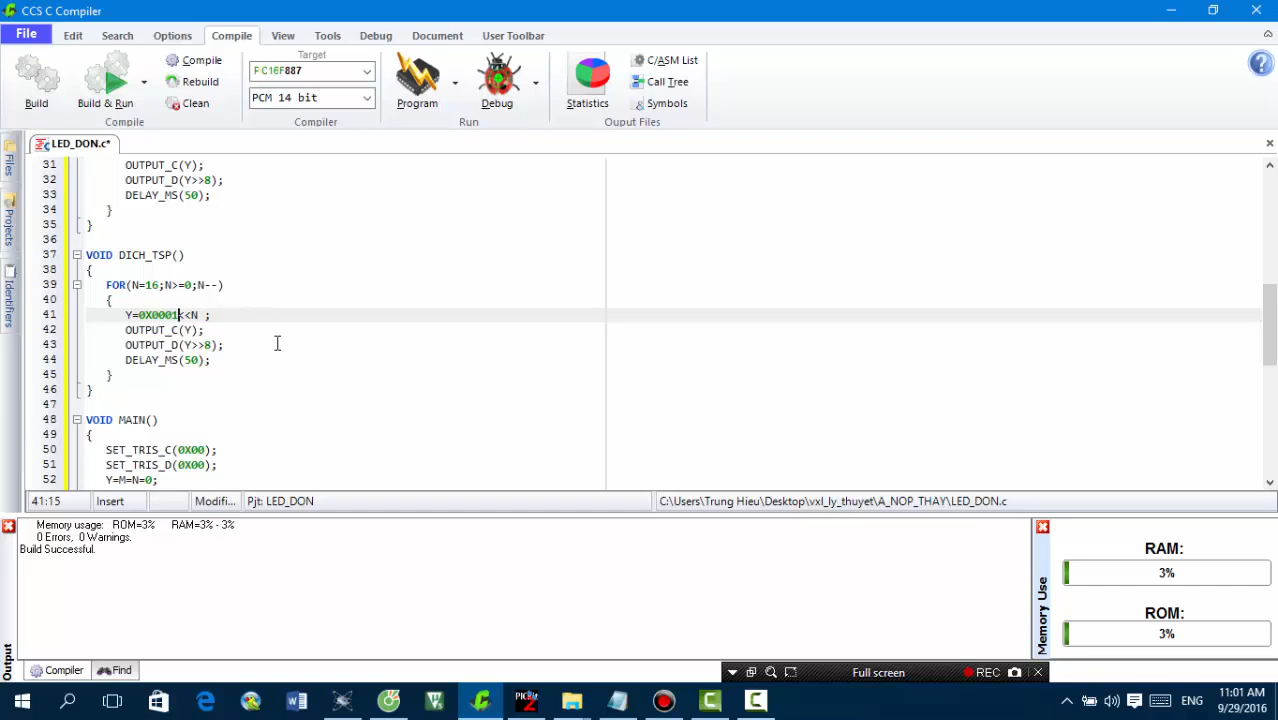 CCS C Compiler
File Edit Search Options Compile View Tools Debug Document User Toolbar
Build
Build & Run
Compile
Rebuild
Clean
Compile
Target
PIC16F887
PCM 14 bit
Compiler
Program
Debug
Run
Statistics
C/ASM List
Call Tree
Symbols
Ouput Files
Files
Projects
Identifiers
LED_DON.c*
31 OUTPUT_C(Y);
32 OUTPUT_D(Y>>8);
33 DELAY_MS(50);
34 }
35 }
36
37 VOID DICH_TSP()
38 {
39 FOR(N=16;N>=0;N--)
40 {
41 Y=0X0001<<N ;
42 OUTPUT_C(Y);
43 OUTPUT_D(Y>>8);
44 DELAY_MS(50);
45 }
46 }
47
48 VOID MAIN()
49 {
50 SET_TRIS_C(0X00);
51 SET_TRIS_D(0X00);
52 Y=M=N=0;
41:15 Insert Modifi... Pjt: LED_DON C:\Users\Trung Hieu\Desktop\vxl_ly_thuyet\A_NOP_THAY\LED_DON.c
Memory usage: ROM=3% RAM=3% - 3%
0 Errors, 0 Warnings.
Build Successful.
Output
Compiler Find
Memory Use
RAM:
3%
ROM:
3%
Full screen REC
ENG
11:01 AM
9/29/2016